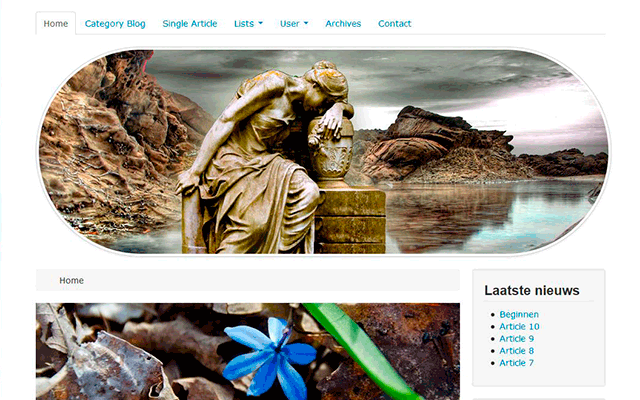 Home Category Blog Single Article Lists User Archives Contact
Home
Laatste nieuws
Beginnen
Article 10
Article 9
Article 8
Article 7